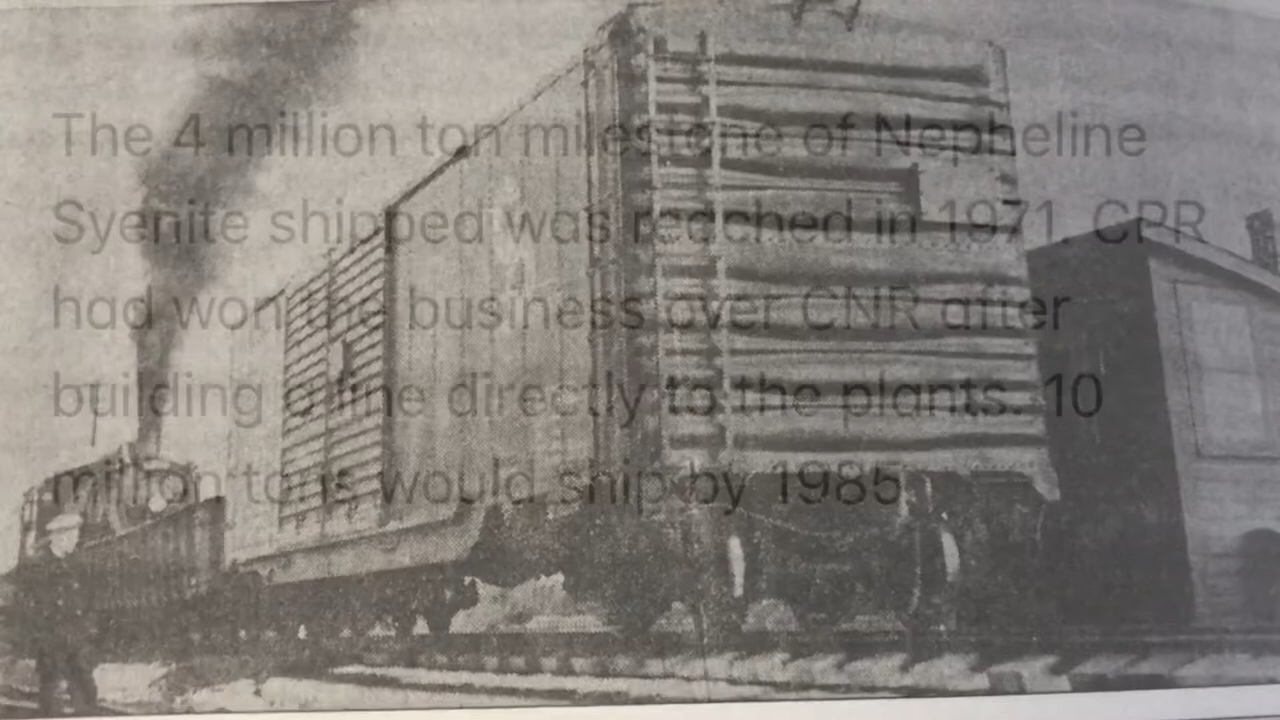 The 4 million ton milestone of Nepheline
Syenite shipped was reached in 1971. CPR
had won the business over CNR after
building a line directly to the plants. 10
million tons would ship by 1985